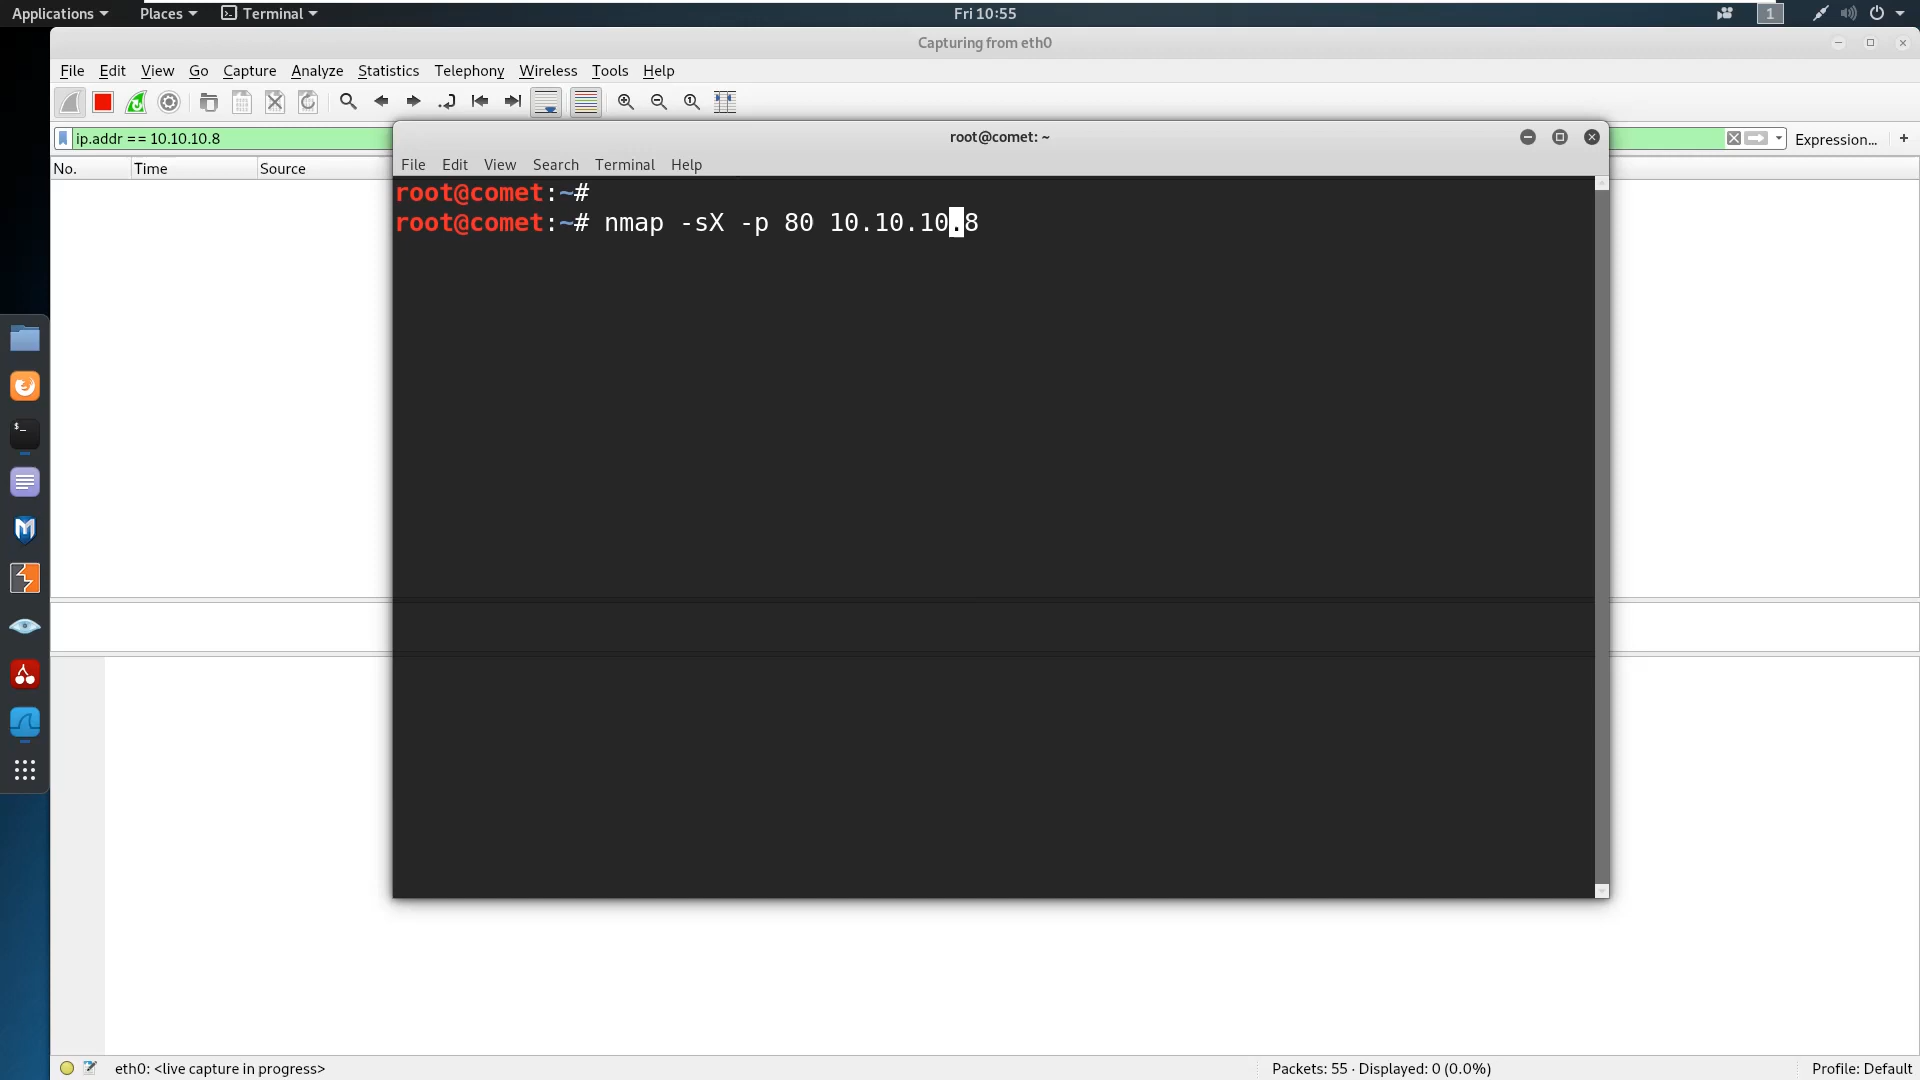 Applications Places Terminal Fri 10:55 1
Capturing from eth0
File Edit View Go Capture Analyze Statistics Telephony Wireless Tools Help
ip.addr == 10.10.10.8 Expression… +
No. Time Source
root@comet: ~
File Edit View Search Terminal Help
root@comet:~#
root@comet:~# nmap -sX -p 80 10.10.10.8
eth0: <live capture in progress> Packets: 55 · Displayed: 0 (0.0%) Profile: Default